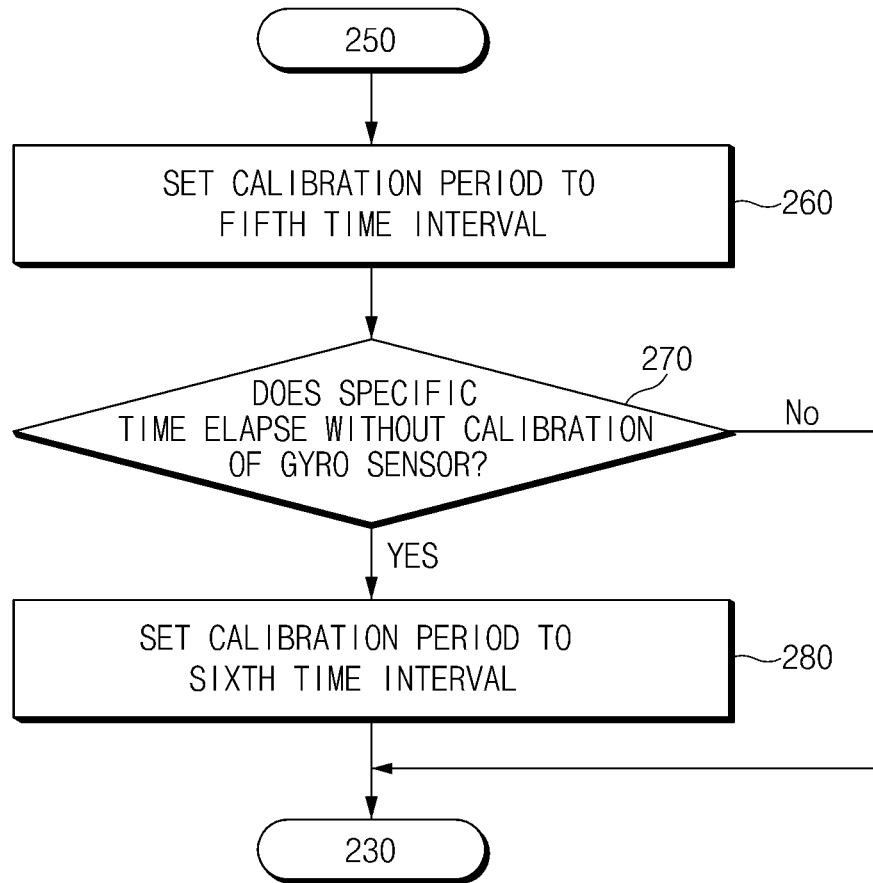 250
SET CALIBRATION PERIOD TO
FIFTH TIME INTERVAL
260
270
DOES SPECIFIC
TIME ELAPSE WITHOUT CALIBRATION
OF GYRO SENSOR?
No
YES
SET CALIBRATION PERIOD TO
SIXTH TIME INTERVAL
280
230